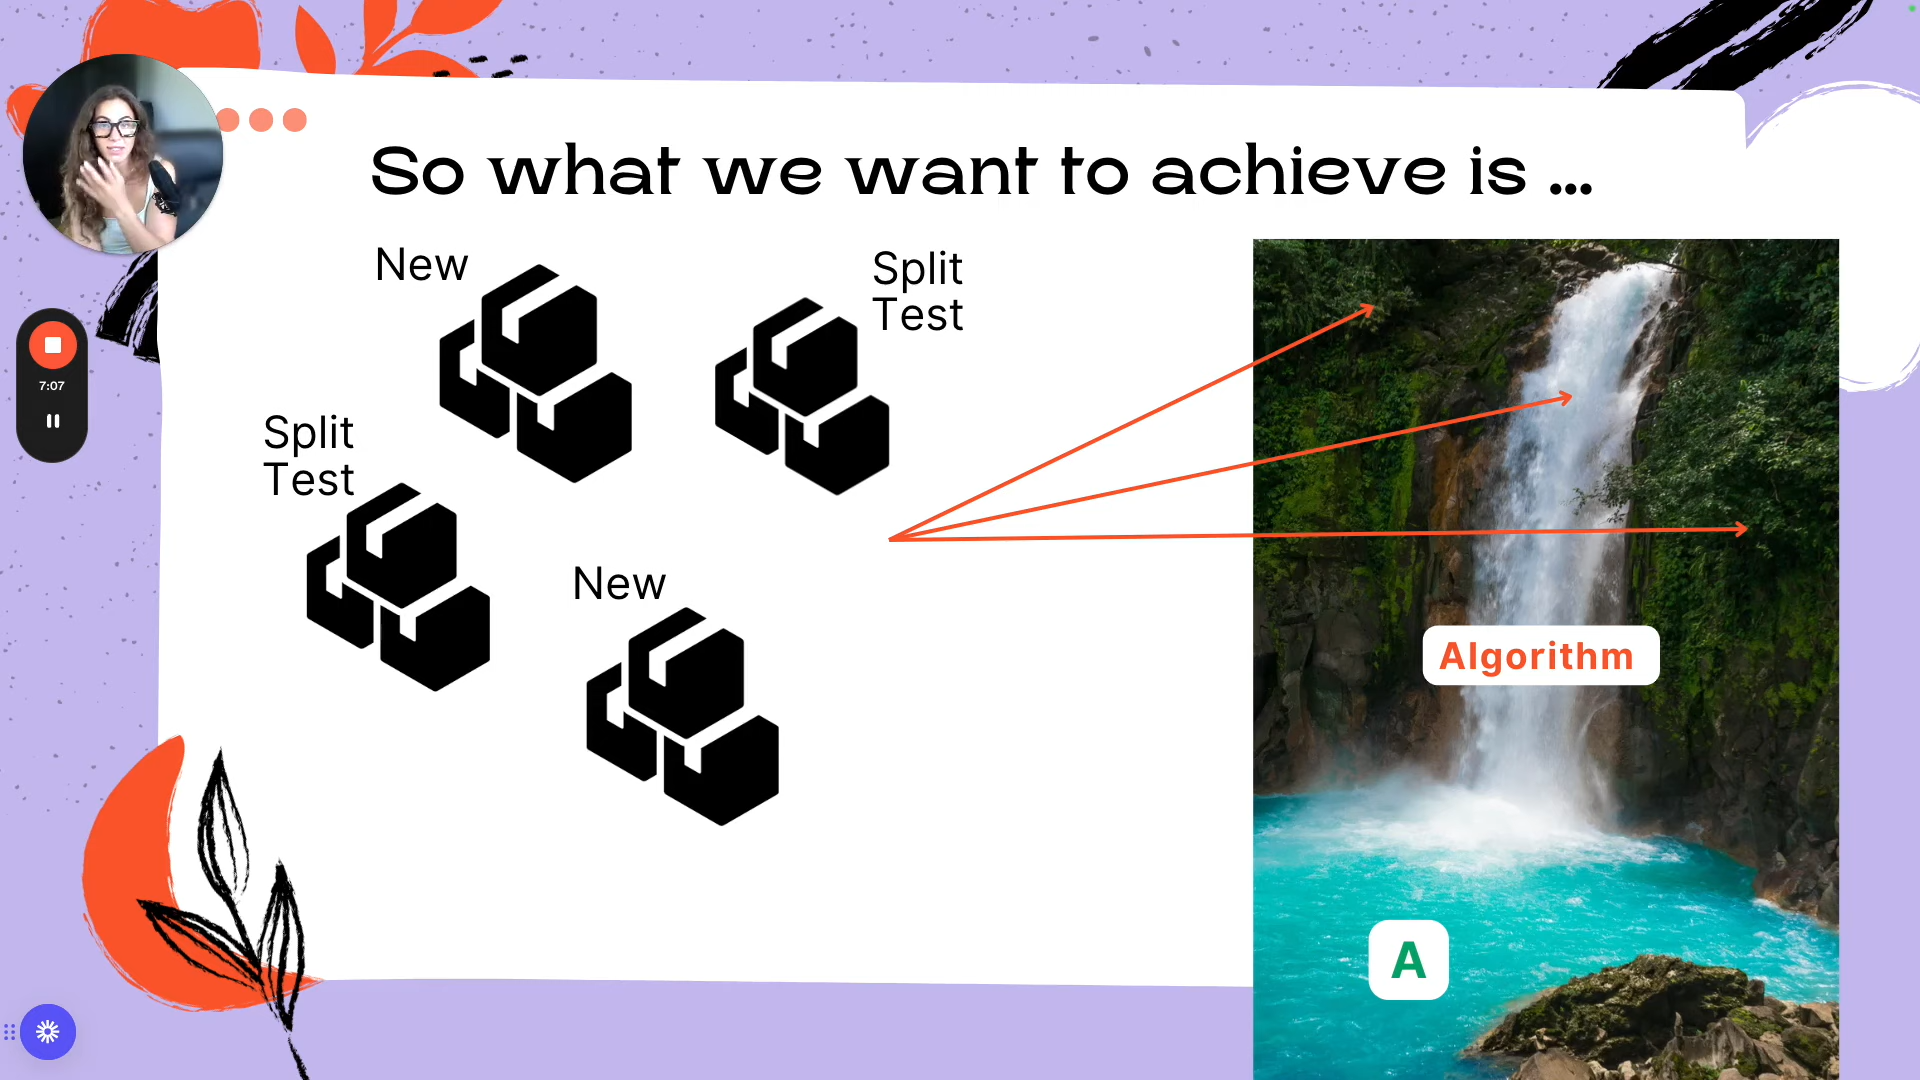 So what we want to achieve is ...
New
Split
Test
Split
Test
New
7:07
Algorithm
A